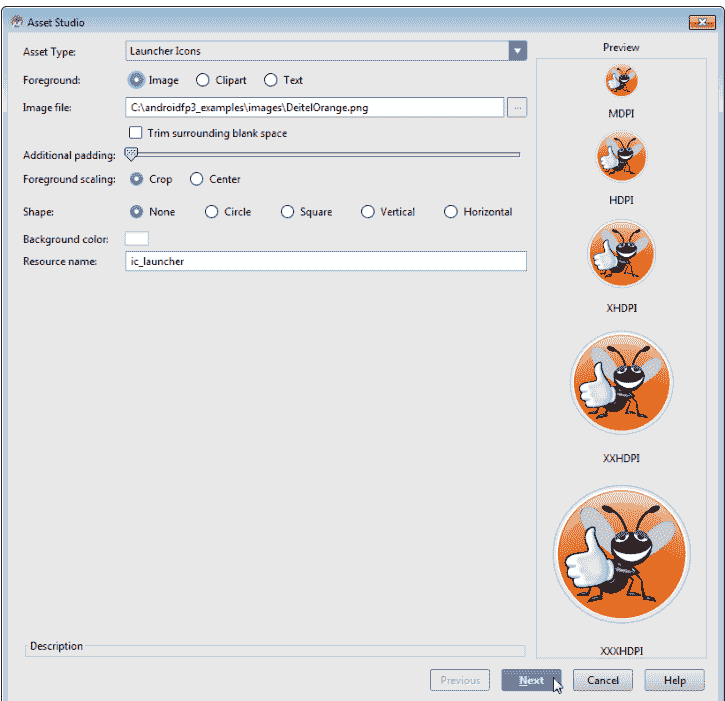 Asset Studio
Asset Type: Launcher Icons
Foreground: Image Clipart Text
Image file: C:\androidfp3_examples\images\DeitelOrange.png ...
Trim surrounding blank space
Additional padding:
Foreground scaling: Crop Center
Shape: None Circle Square Vertical Horizontal
Background color:
Resource name: ic_launcher
Preview
MDPI
HDPI
XHDPI
XXHDPI
XXXHDPI
Description
Previous Next Cancel Help